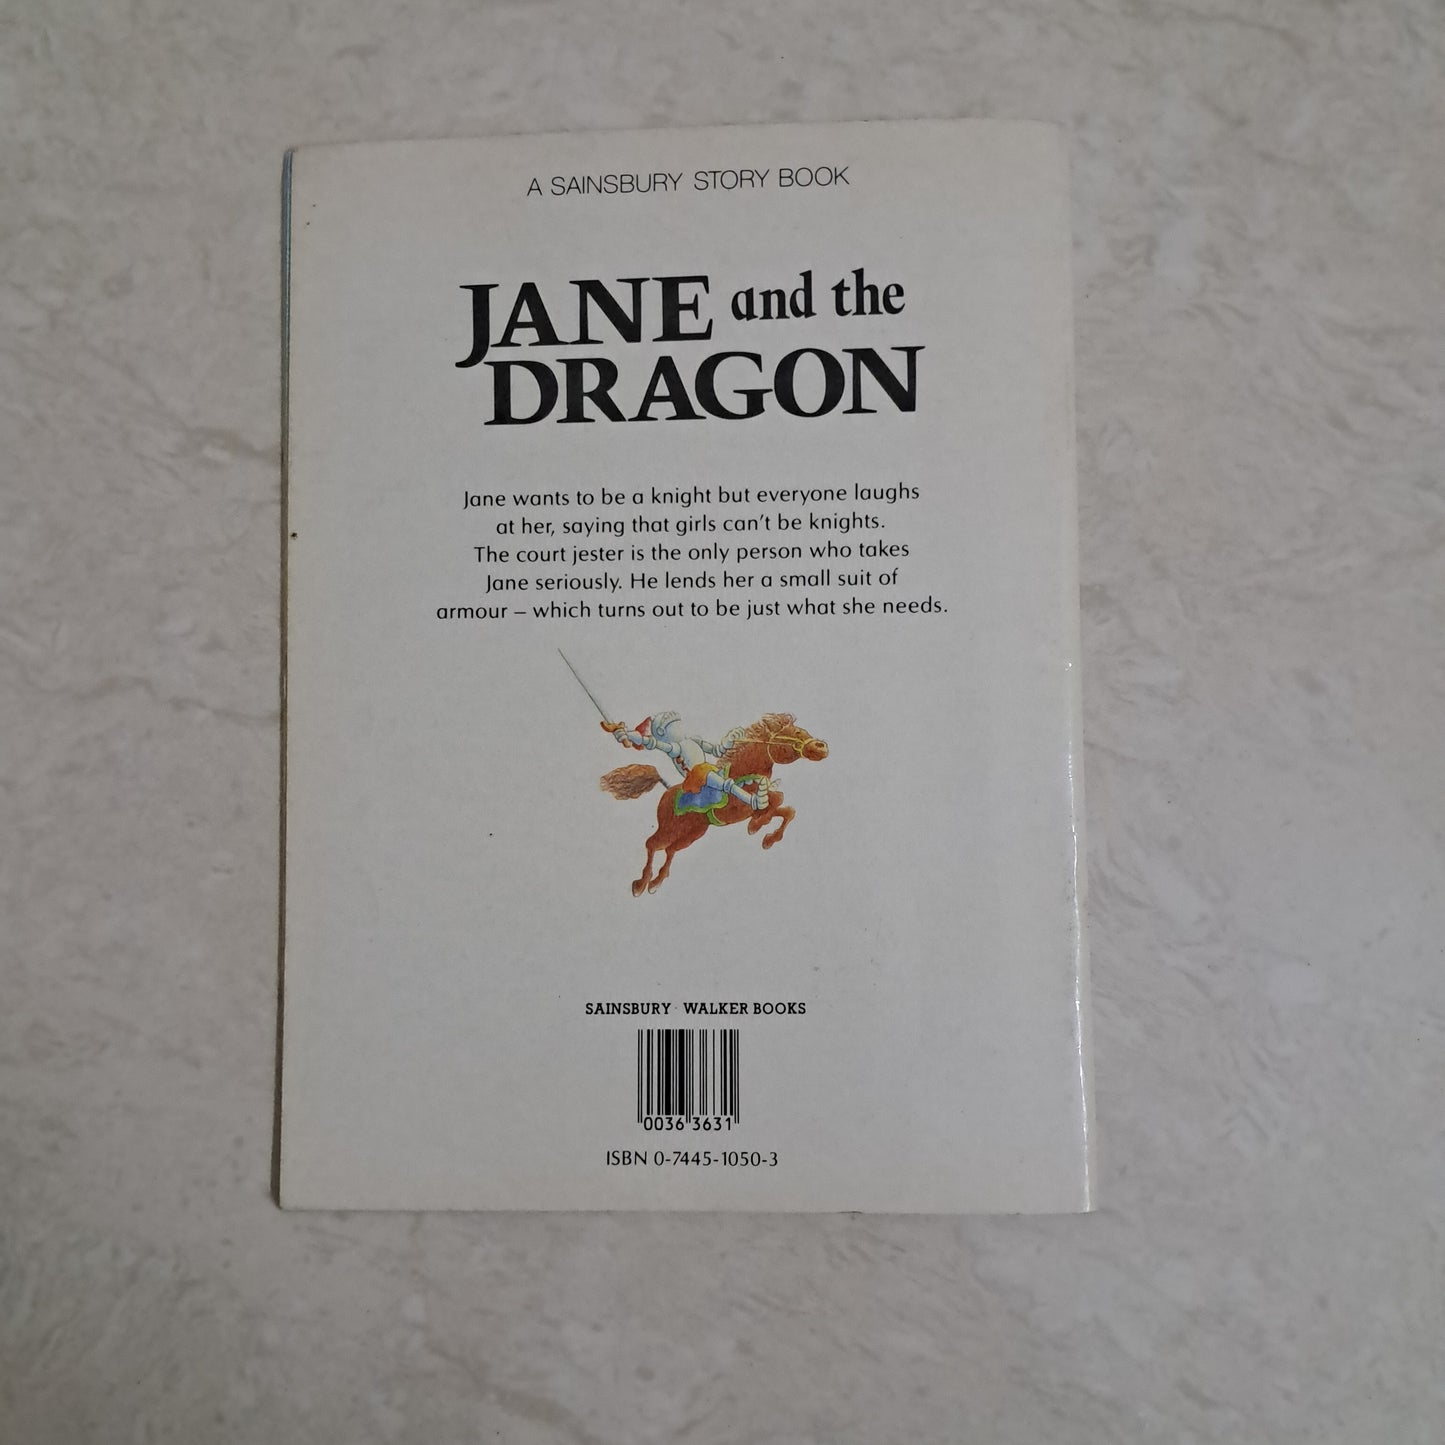 A SAINSBURY STORY BOOK
JANE and the
DRAGON
Jane wants to be a knight but everyone laughs
at her, saying that girls can't be knights.
The court jester is the only person who takes
Jane seriously. He lends her a small suit of
armour – which turns out to be just what she needs.
SAINSBURY · WALKER BOOKS
0036 3631
ISBN 0-7445-1050-3